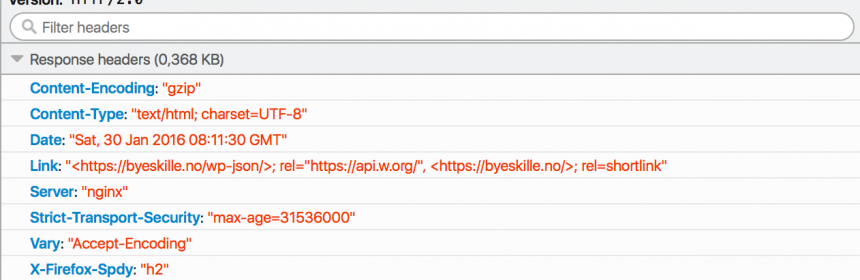 Version: HTTP/2.0
Filter headers
Response headers (0,368 KB)
Content-Encoding: "gzip"
Content-Type: "text/html; charset=UTF-8"
Date: "Sat, 30 Jan 2016 08:11:30 GMT"
Link: "<https://byeskille.no/wp-json/>; rel="https://api.w.org/", <https://byeskille.no/>; rel=shortlink"
Server: "nginx"
Strict-Transport-Security: "max-age=31536000"
Vary: "Accept-Encoding"
X-Firefox-Spdy: "h2"